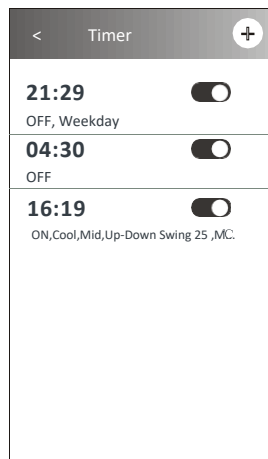 < Timer
21:29
OFF, Weekday
04:30
OFF
16:19
ON,Cool,Mid,Up-Down Swing 25 ,MC.